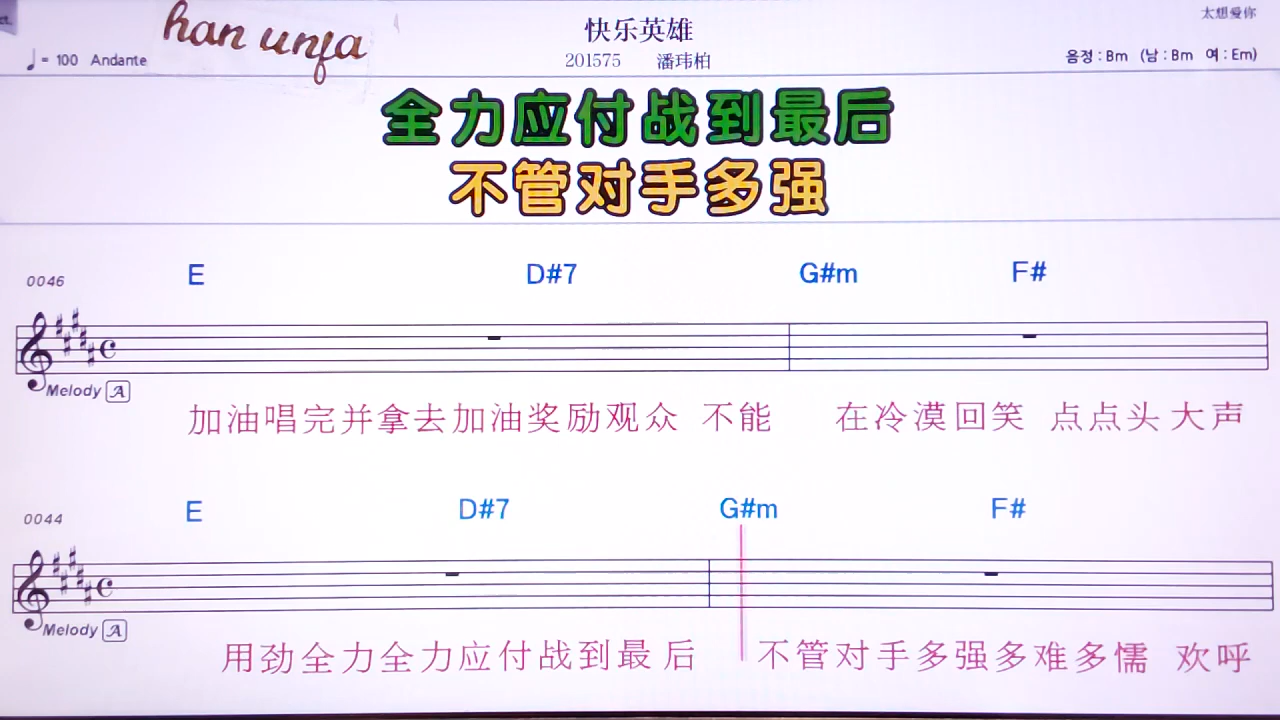 ct.
han unfa
快乐英雄
太想爱你
♩= 100 Andante
201575 潘玮柏
음정 : Bm (남 : Bm 여 : Em)
全力应付战到最后
不管对手多强
0046
E D#7 G#m F#
Melody A
加油唱完并拿去加油奖励观众 不能 在冷漠回笑 点点头大声
0044
E D#7 G#m F#
Melody A
用劲全力全力应付战到最后 不管对手多强多难多懦 欢呼